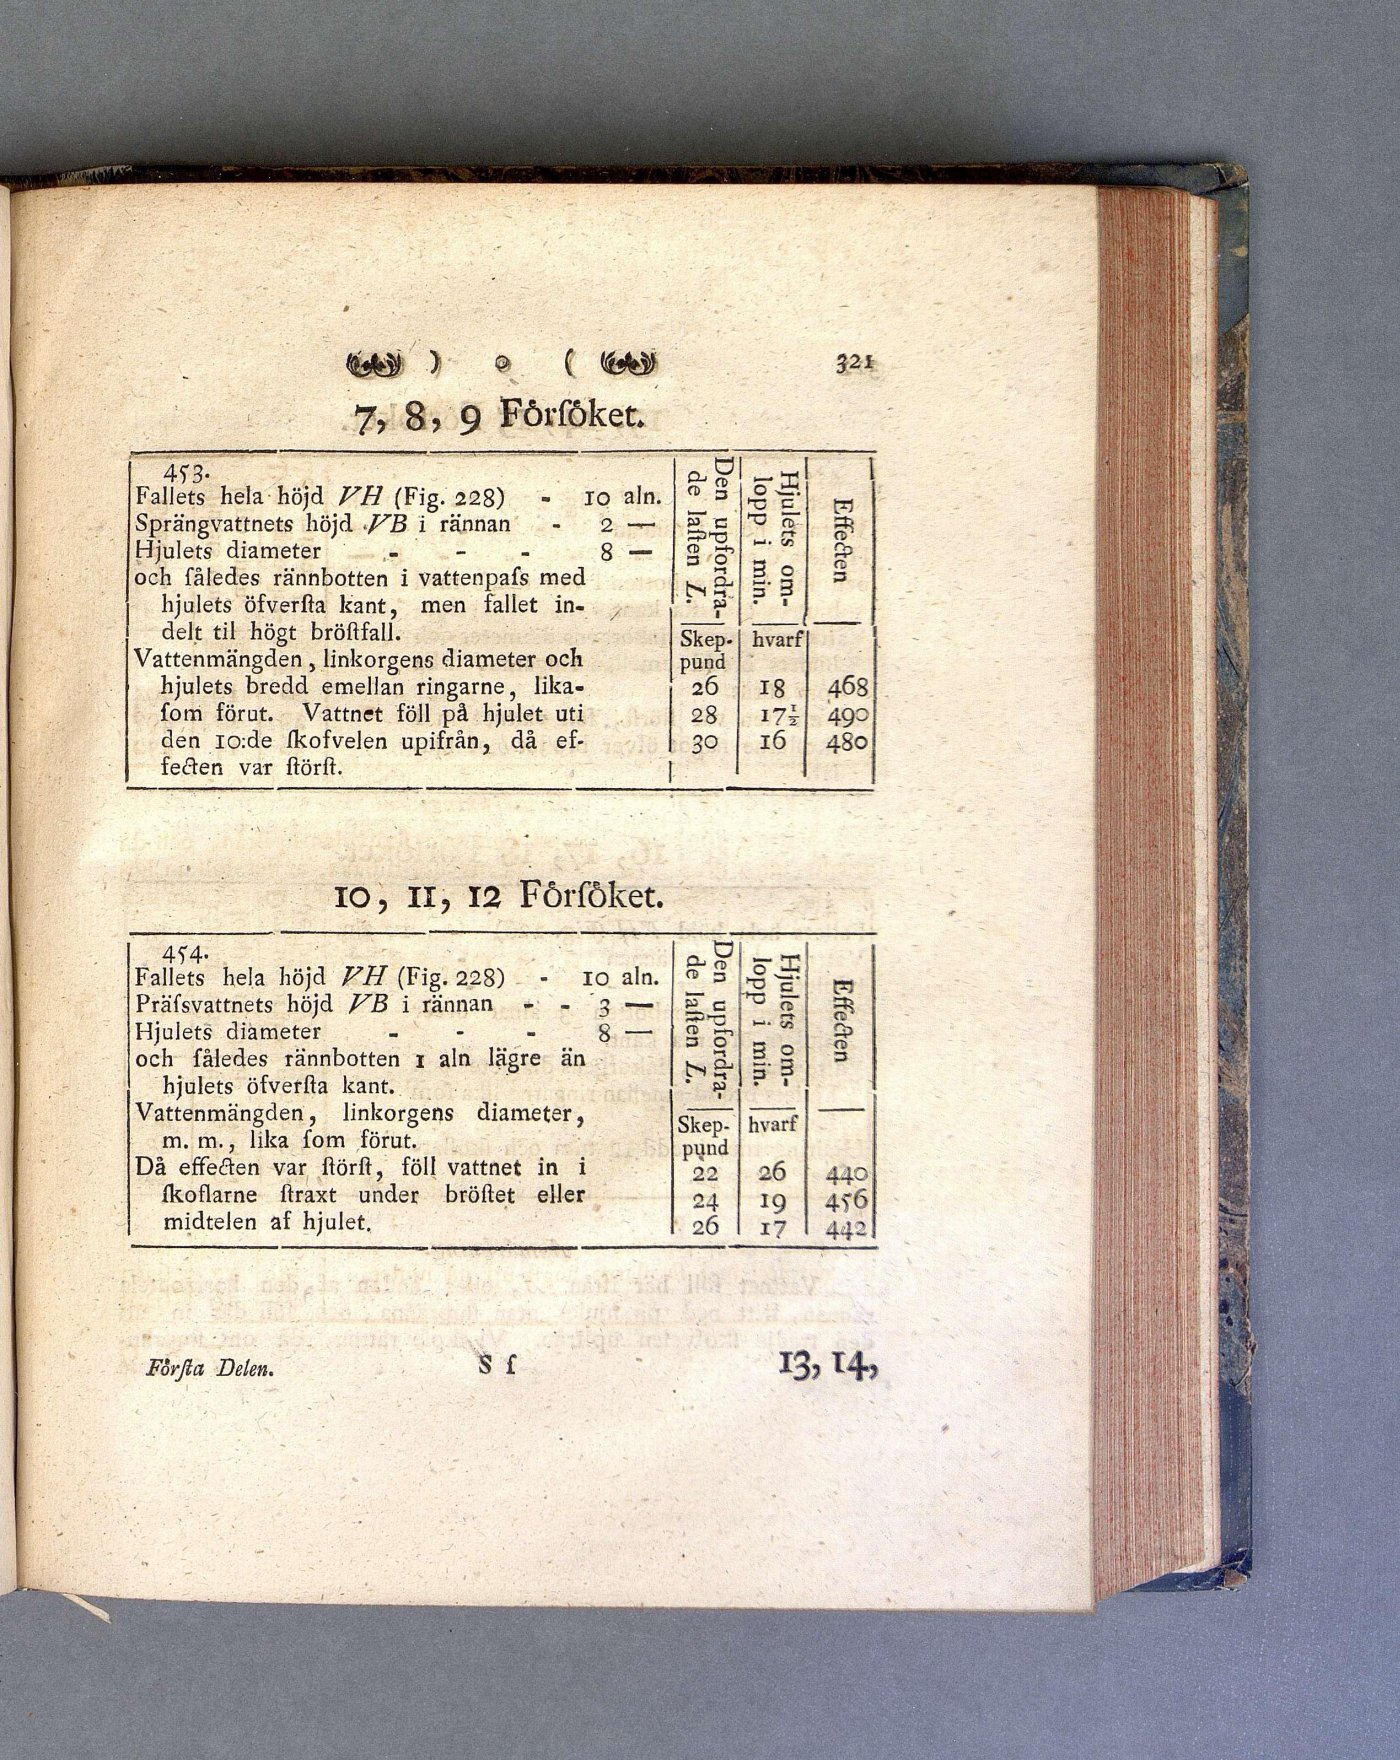 ) o ( 321
7, 8, 9 Förſöket.
453.
Fallets hela höjd VH (Fig. 228) - 10 aln.
Sprängvattnets höjd VB i rännan - 2 —
Hjulets diameter - - - 8 —
och ſåledes rännbotten i vattenpaſs med
hjulets öfverſta kant, men fallet in-
delt til högt bröſtfall.
Vattenmängden, linkorgens diameter och
hjulets bredd emellan ringarne, lika-
ſom förut. Vattnet föll på hjulet uti
den 10:de ſkofvelen upifrån, då ef-
fecten var ſtörſt.
Den upfordra-
de laſten L.
Hjulets om-
lopp i min.
Effecten
Skep-
pund
hvarf
26 18 468
28 17½ 490
30 16 480
10, 11, 12 Förſöket.
454.
Fallets hela höjd VH (Fig. 228) - 10 aln.
Präſsvattnets höjd VB i rännan - - 3 —
Hjulets diameter - - - 8 —
och ſåledes rännbotten 1 aln lägre än
hjulets öfverſta kant.
Vattenmängden, linkorgens diameter,
m. m., lika ſom förut.
Då effecten var ſtörſt, föll vattnet in i
ſkoflarne ſtraxt under bröſtet eller
midtelen af hjulet.
Den upfordra-
de laſten L.
Hjulets om-
lopp i min.
Effecten
Skep-
pund
hvarf
22 26 440
24 19 456
26 17 442
Förſta Delen. S ſ 13, 14,